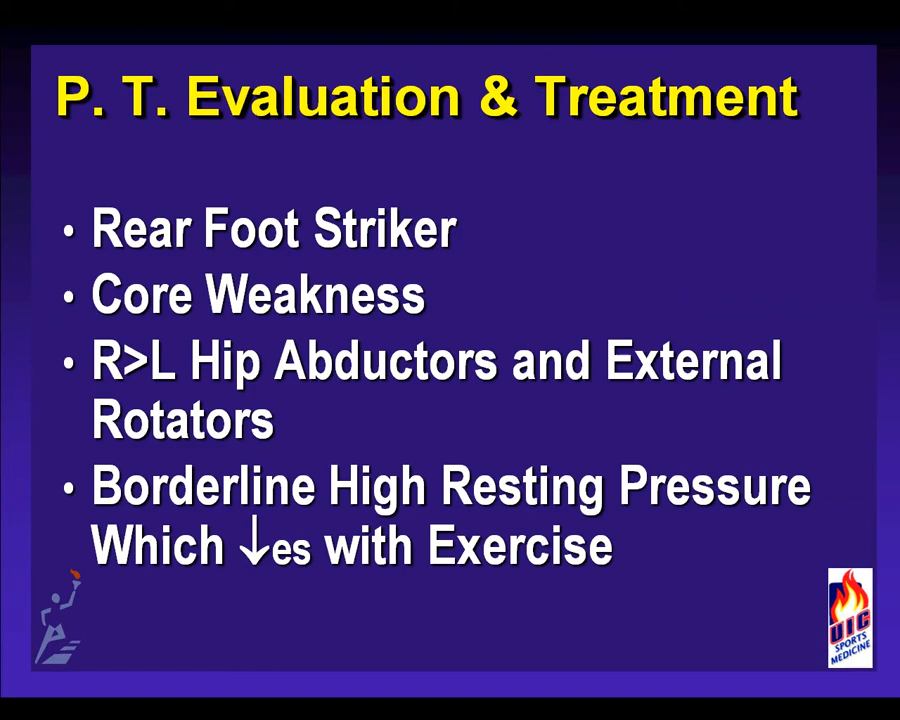 P. T. Evaluation & Treatment
• Rear Foot Striker
• Core Weakness
• R>L Hip Abductors and External
Rotators
• Borderline High Resting Pressure
Which ↓es with Exercise
UIC
SPORTS
MEDICINE